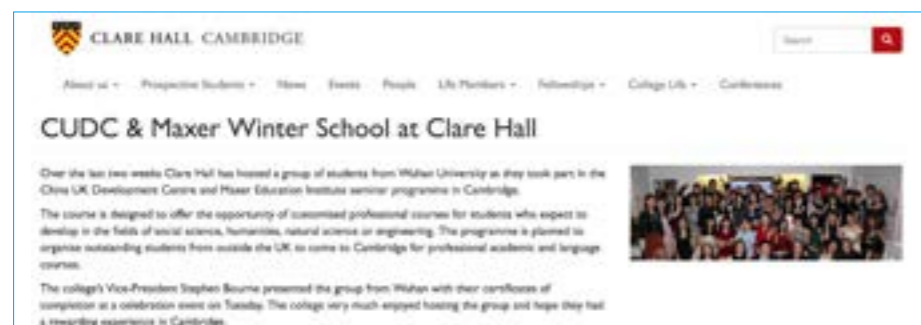 CLARE HALL CAMBRIDGE
Search
About us Prospective Students News Events People Life Members Fellowships College Life Conferences
CUDC & Maxer Winter School at Clare Hall
Over the last two weeks Clare Hall has hosted a group of students from Wuhan University as they took part in the
China UK Development Centre and Maxer Education Institute seminar programme in Cambridge.
The course is designed to offer the opportunity of customised professional courses for students who expect to
develop in the fields of social science, humanities, natural science or engineering. The programme is planned to
organise outstanding students from outside the UK to come to Cambridge for professional academic and language
courses.
The college's Vice-President Stephen Bourne presented the group from Wuhan with their certificates of
completion at a celebration event on Tuesday. The college very much enjoyed hosting the group and hope they had
a rewarding experience in Cambridge.